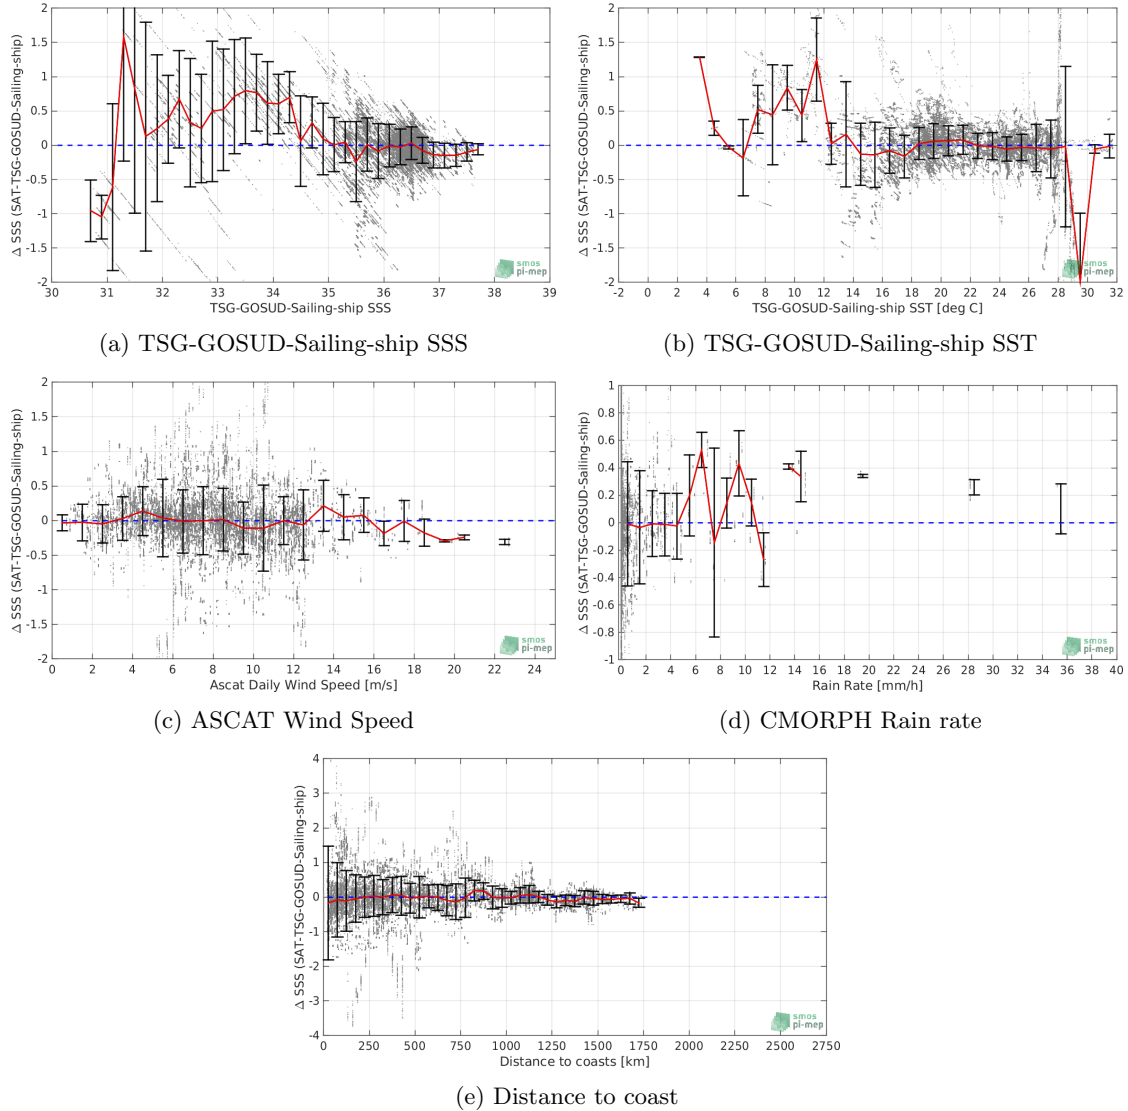 2
1.5
1
0.5
0
-0.5
-1
-1.5
-2
Δ SSS (SAT-TSG-GOSUD-Sailing-ship)
30 31 32 33 34 35 36 37 38 39
TSG-GOSUD-Sailing-ship SSS
smos
pi-mep
(a) TSG-GOSUD-Sailing-ship SSS
2
1.5
1
0.5
0
-0.5
-1
-1.5
-2
Δ SSS (SAT-TSG-GOSUD-Sailing-ship)
-2 0 2 4 6 8 10 12 14 16 18 20 22 24 26 28 30 32
TSG-GOSUD-Sailing-ship SST [deg C]
smos
pi-mep
(b) TSG-GOSUD-Sailing-ship SST
2
1.5
1
0.5
0
-0.5
-1
-1.5
-2
Δ SSS (SAT-TSG-GOSUD-Sailing-ship)
0 2 4 6 8 10 12 14 16 18 20 22 24
Ascat Daily Wind Speed [m/s]
smos
pi-mep
(c) ASCAT Wind Speed
1
0.8
0.6
0.4
0.2
0
-0.2
-0.4
-0.6
-0.8
-1
Δ SSS (SAT-TSG-GOSUD-Sailing-ship)
0 2 4 6 8 10 12 14 16 18 20 22 24 26 28 30 32 34 36 38 40
Rain Rate [mm/h]
smos
pi-mep
(d) CMORPH Rain rate
4
3
2
1
0
-1
-2
-3
-4
Δ SSS (SAT-TSG-GOSUD-Sailing-ship)
0 250 500 750 1000 1250 1500 1750 2000 2250 2500 2750
Distance to coasts [km]
smos
pi-mep
(e) Distance to coast